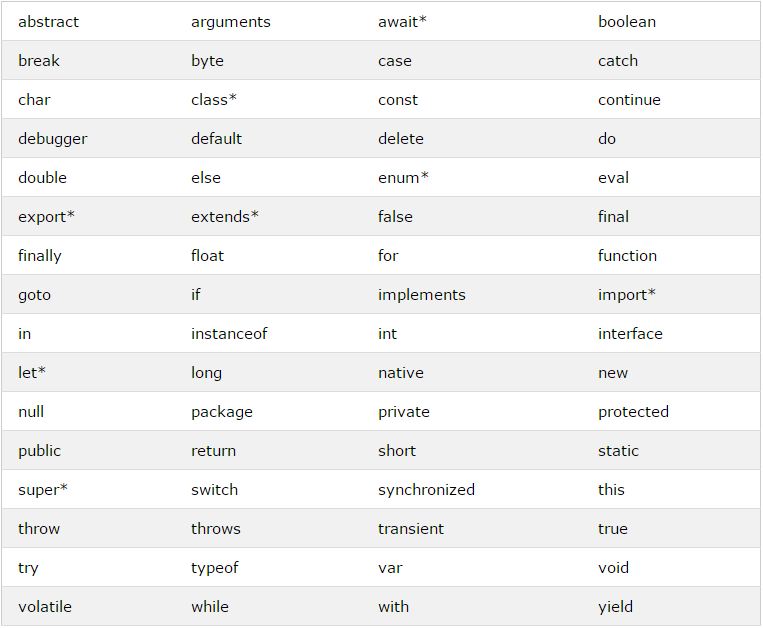 abstract arguments await* boolean
break byte case catch
char class* const continue
debugger default delete do
double else enum* eval
export* extends* false final
finally float for function
goto if implements import*
in instanceof int interface
let* long native new
null package private protected
public return short static
super* switch synchronized this
throw throws transient true
try typeof var void
volatile while with yield